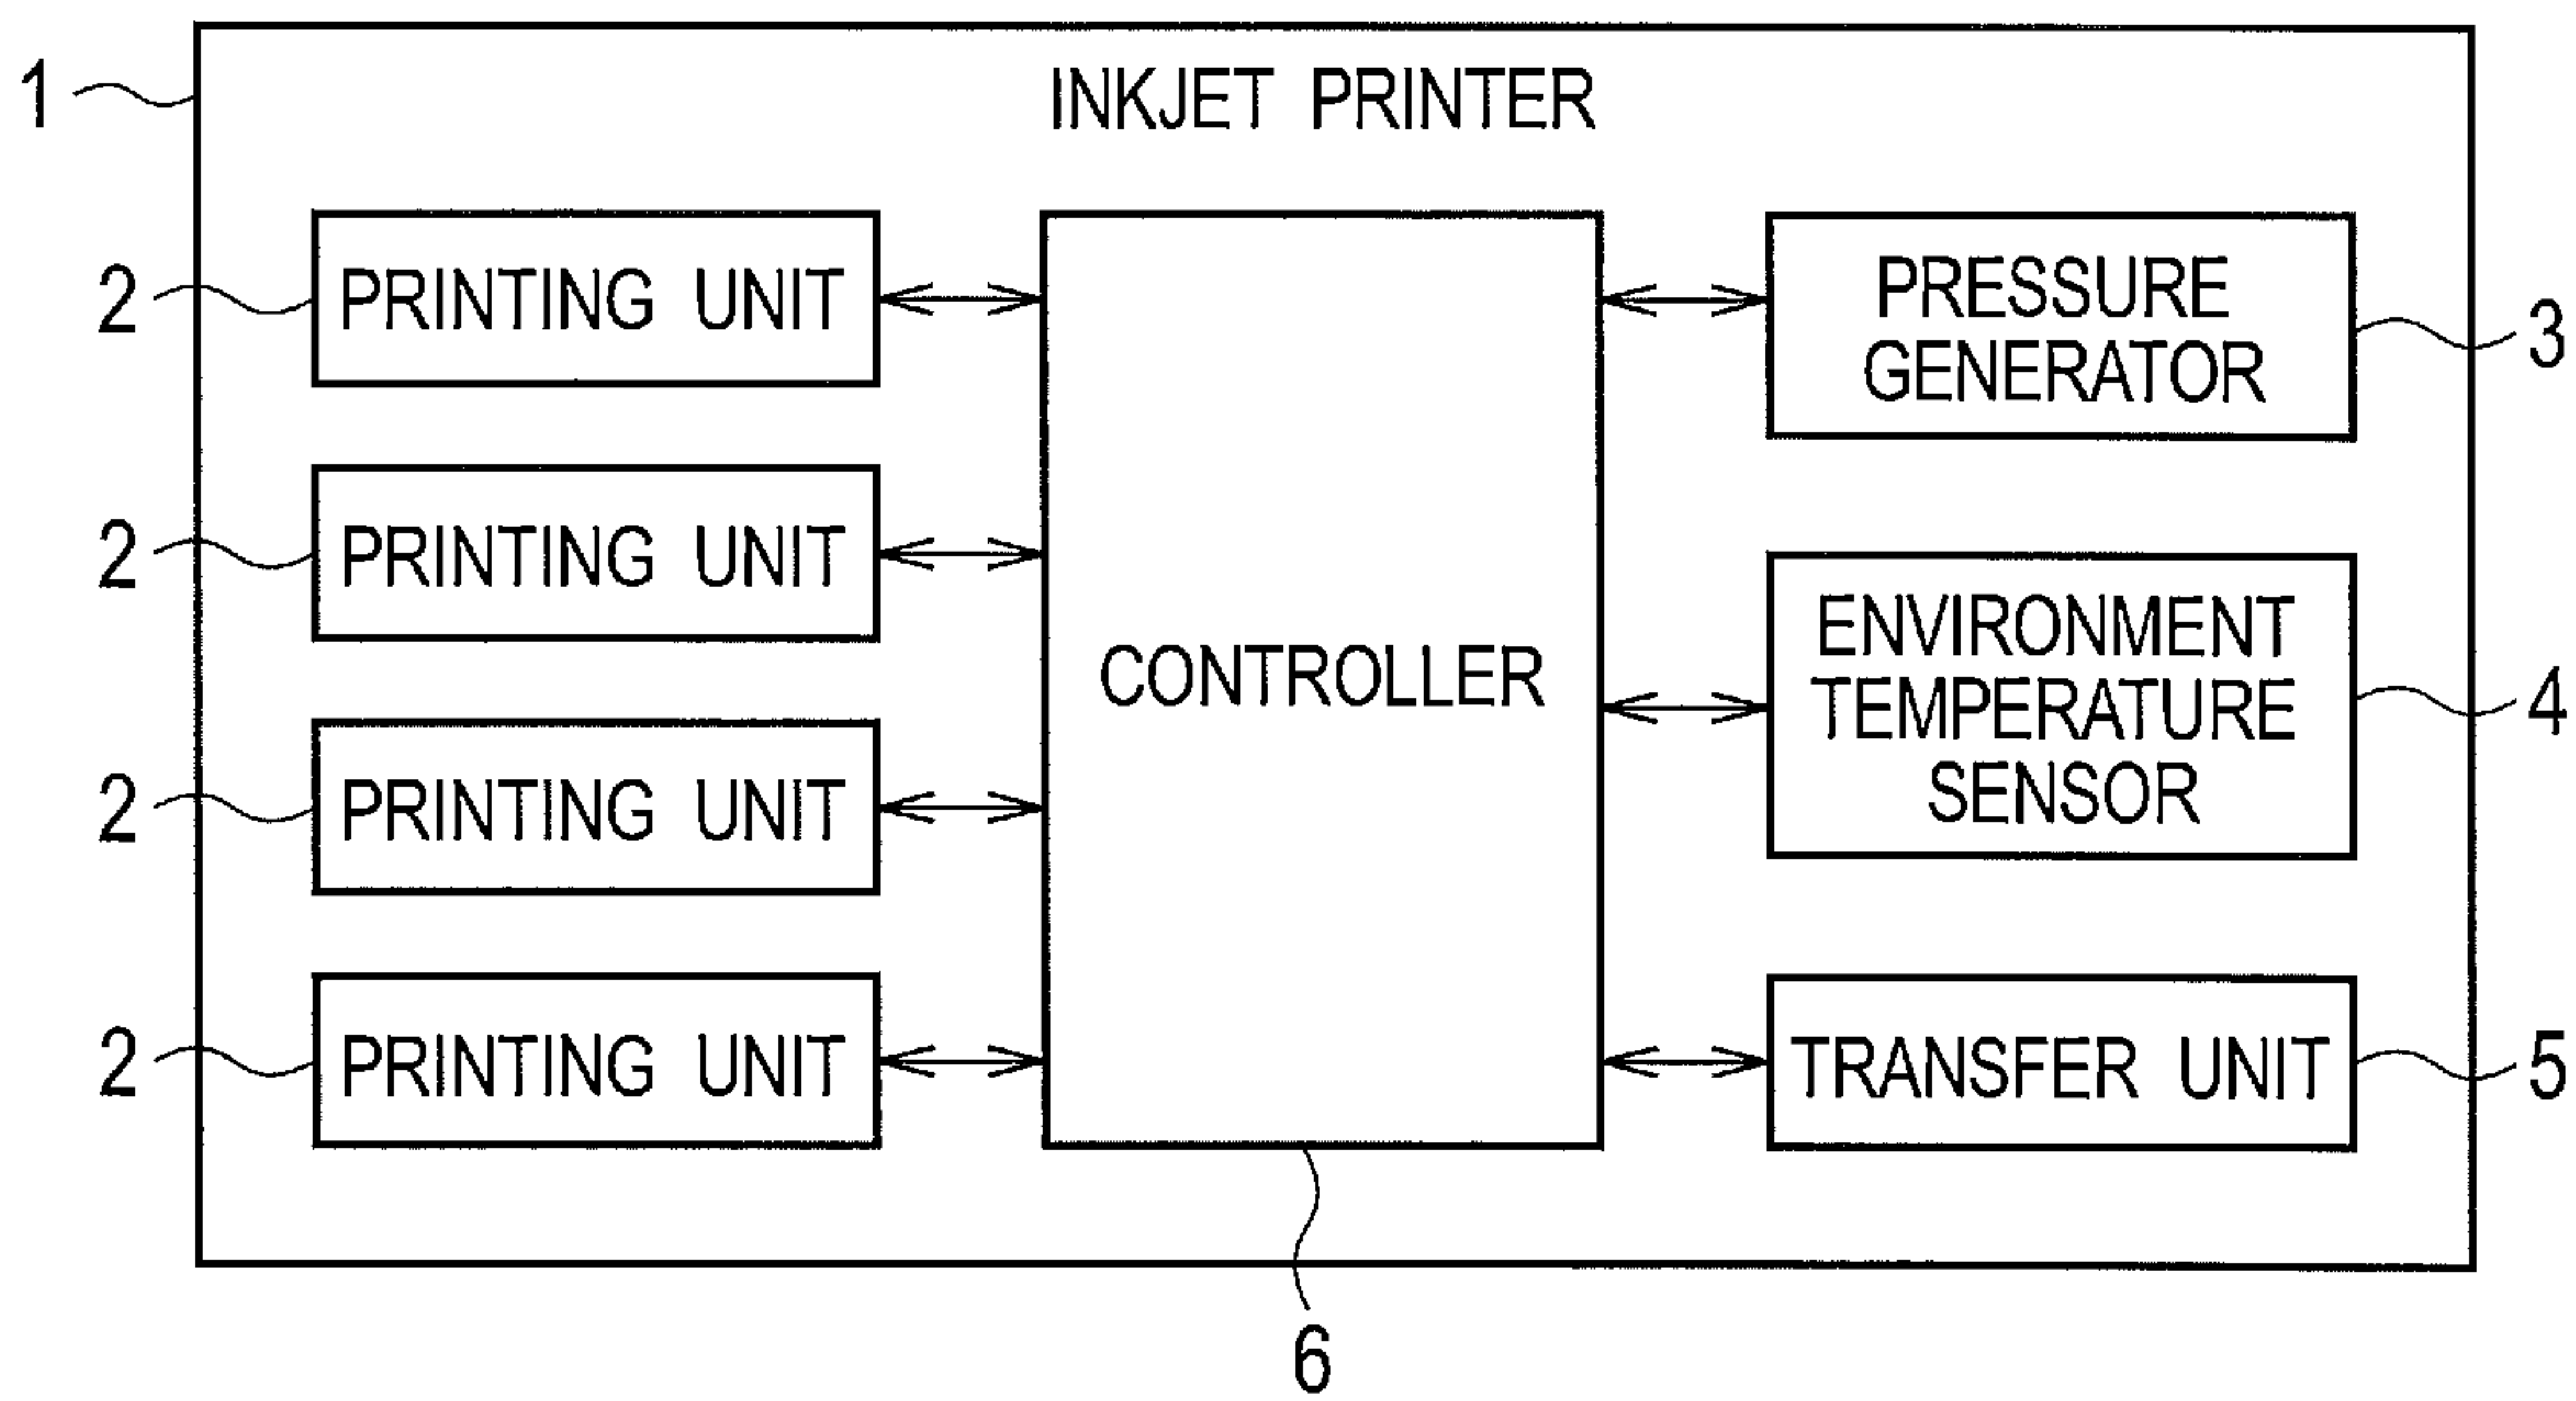 1
INKJET PRINTER
2
PRINTING UNIT
2
PRINTING UNIT
2
PRINTING UNIT
2
PRINTING UNIT
CONTROLLER
6
PRESSURE
GENERATOR
3
ENVIRONMENT
TEMPERATURE
SENSOR
4
TRANSFER UNIT
5